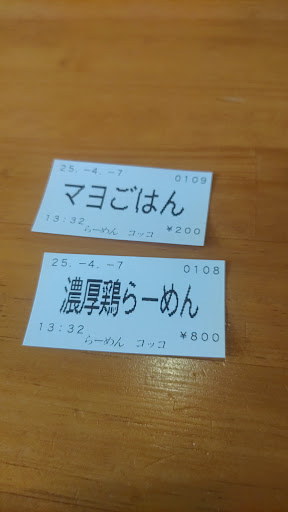 25. -4. -7 0109
マヨごはん
13:32 らーめん コッコ ¥200
25. -4. -7 0108
濃厚鶏らーめん
13:32 らーめん コッコ ¥800